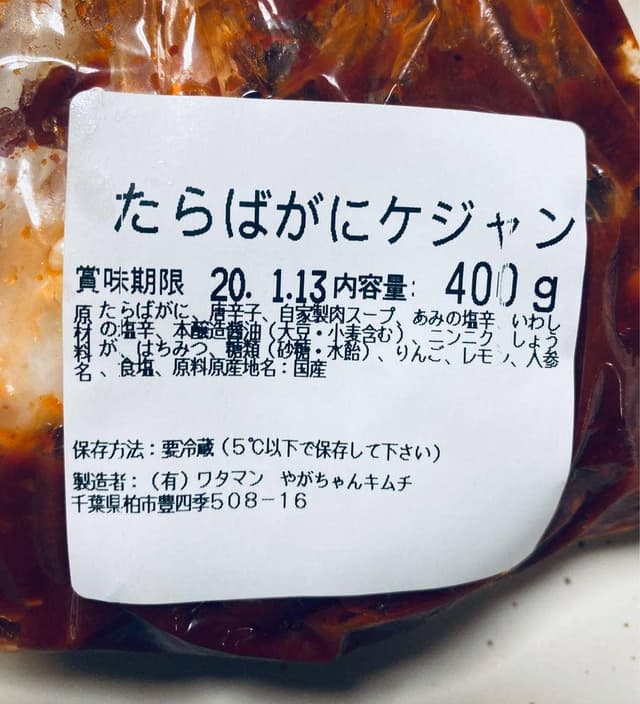 たらばがにケジャン
賞味期限 20. 1.13 内容量: 400g
原材料名 たらばがに、唐辛子、自家製肉スープ、あみの塩辛、いわし
の塩辛、本醸造醤油（大豆・小麦含む）、ニンニク、しょう
が、はちみつ、糖類（砂糖・水飴）、りんご、レモン、人参
、食塩、原料原産地名：国産
保存方法：要冷蔵（5℃以下で保存して下さい）
製造者：（有）ワタマン やがちゃんキムチ
千葉県柏市豊四季508－16